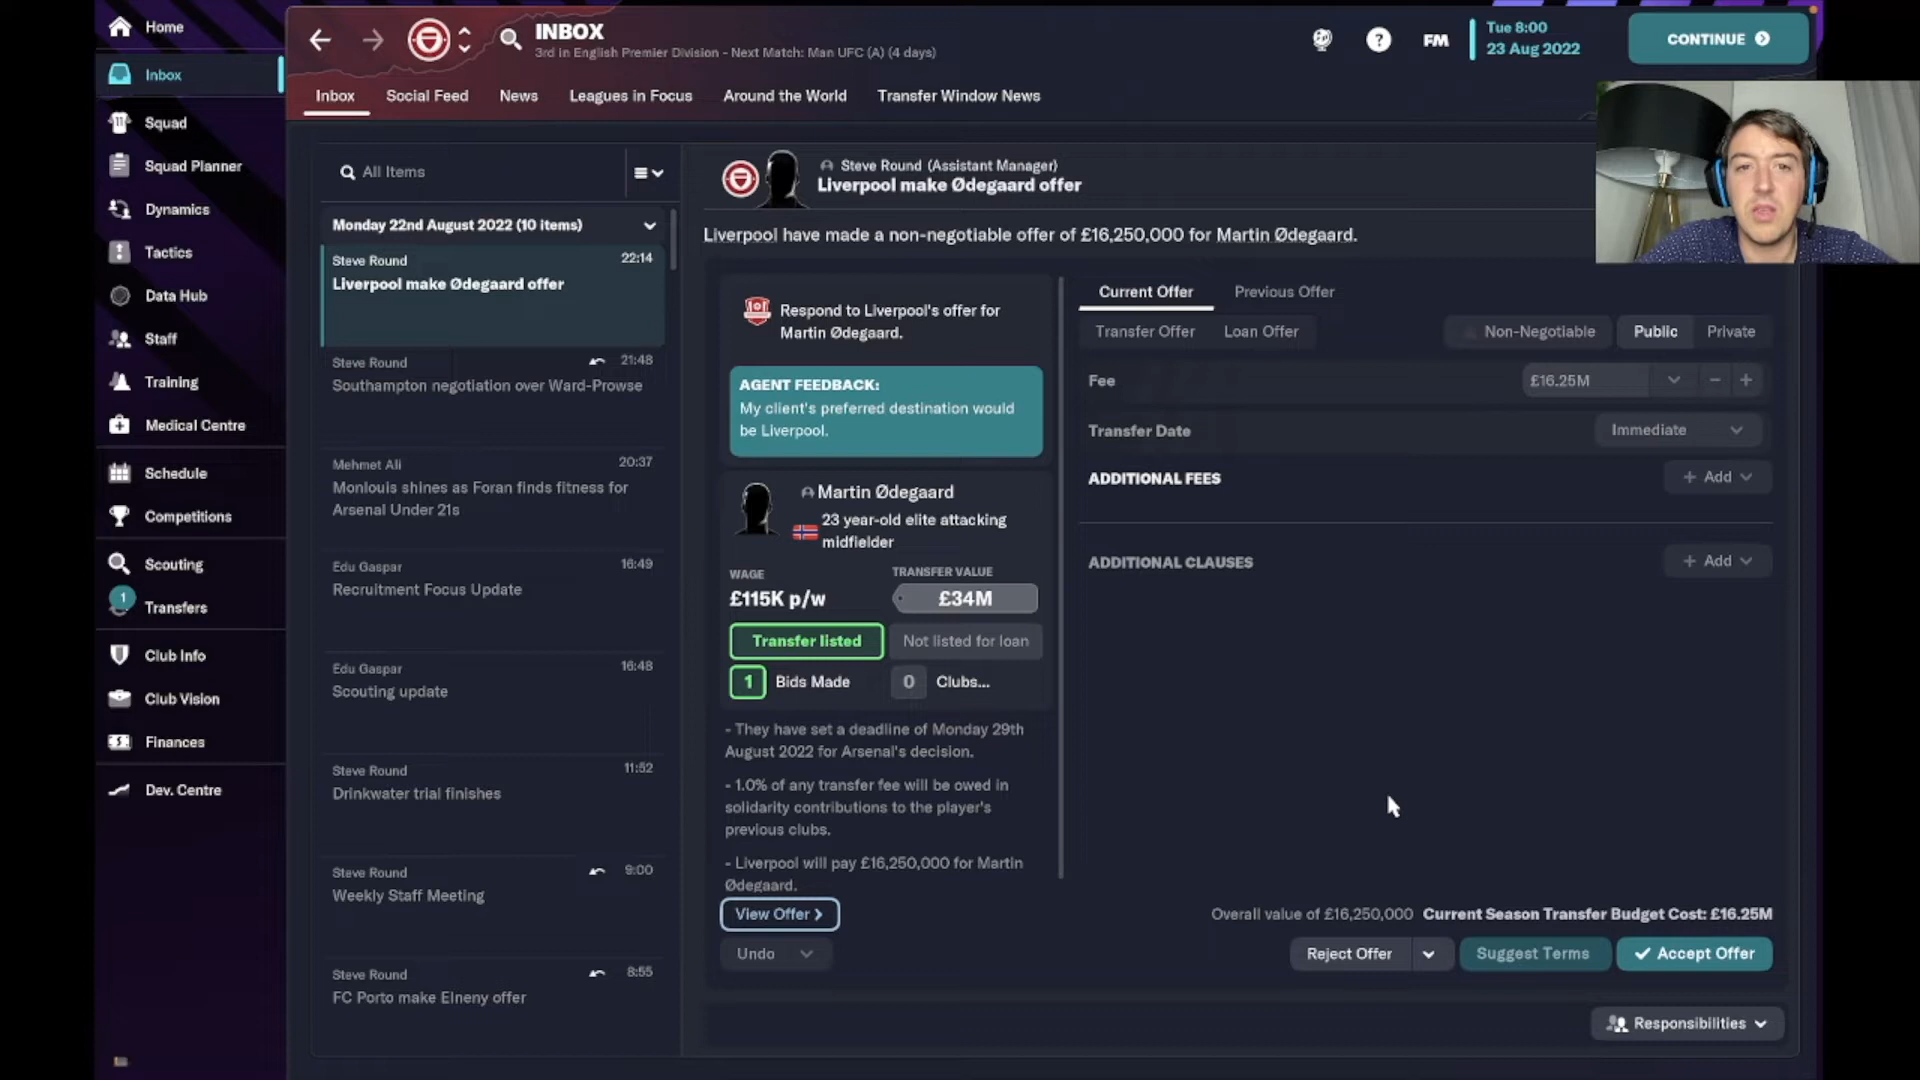 Home
Inbox
Squad
Squad Planner
Dynamics
Tactics
Data Hub
Staff
Training
Medical Centre
Schedule
Competitions
Scouting
1
Transfers
Club Info
Club Vision
Finances
Dev. Centre
INBOX
3rd in English Premier Division - Next Match: Man UFC (A) (4 days)
?
FM
Tue 8:00
23 Aug 2022
CONTINUE
Inbox
Social Feed
News
Leagues in Focus
Around the World
Transfer Window News
All Items
Monday 22nd August 2022 (10 items)
Steve Round 22:14
Liverpool make Ødegaard offer
Steve Round 21:48
Southampton negotiation over Ward-Prowse
Mehmet Ali 20:37
Monlouis shines as Foran finds fitness for
Arsenal Under 21s
Edu Gaspar 16:49
Recruitment Focus Update
Edu Gaspar 16:48
Scouting update
Steve Round 11:52
Drinkwater trial finishes
Steve Round 9:00
Weekly Staff Meeting
Steve Round 8:55
FC Porto make Elneny offer
Steve Round (Assistant Manager)
Liverpool make Ødegaard offer
Liverpool have made a non-negotiable offer of £16,250,000 for Martin Ødegaard.
Respond to Liverpool's offer for
Martin Ødegaard.
AGENT FEEDBACK:
My client's preferred destination would
be Liverpool.
Martin Ødegaard
23 year-old elite attacking
midfielder
WAGE
£115K p/w
TRANSFER VALUE
£34M
Transfer listed
Not listed for loan
1 Bids Made
0 Clubs...
- They have set a deadline of Monday 29th
August 2022 for Arsenal's decision.
- 1.0% of any transfer fee will be owed in
solidarity contributions to the player's
previous clubs.
- Liverpool will pay £16,250,000 for Martin
Ødegaard.
View Offer
Undo
Current Offer
Previous Offer
Transfer Offer
Loan Offer
Non-Negotiable
Public
Private
Fee
£16.25M
Transfer Date
Immediate
ADDITIONAL FEES
+ Add
ADDITIONAL CLAUSES
+ Add
Overall value of £16,250,000 Current Season Transfer Budget Cost: £16.25M
Reject Offer
Suggest Terms
Accept Offer
Responsibilities